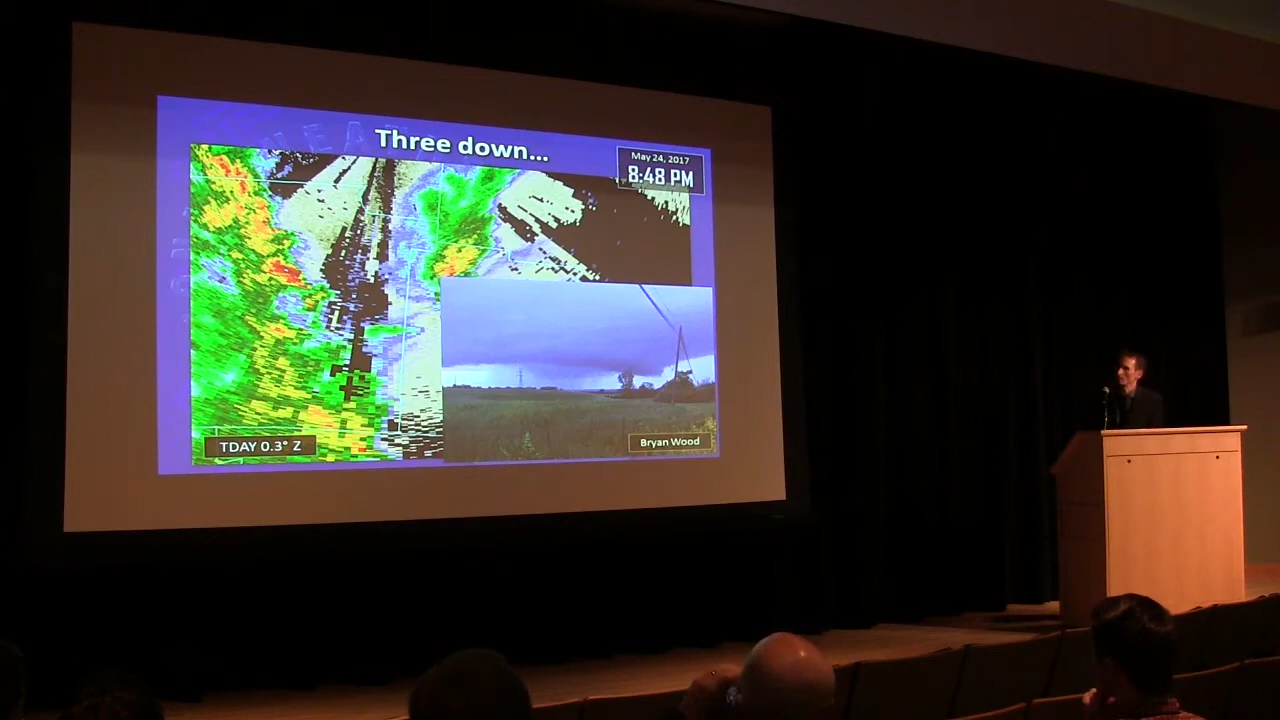 Three down...
May 24, 2017
8:48 PM
TDAY 0.3° Z
Bryan Wood